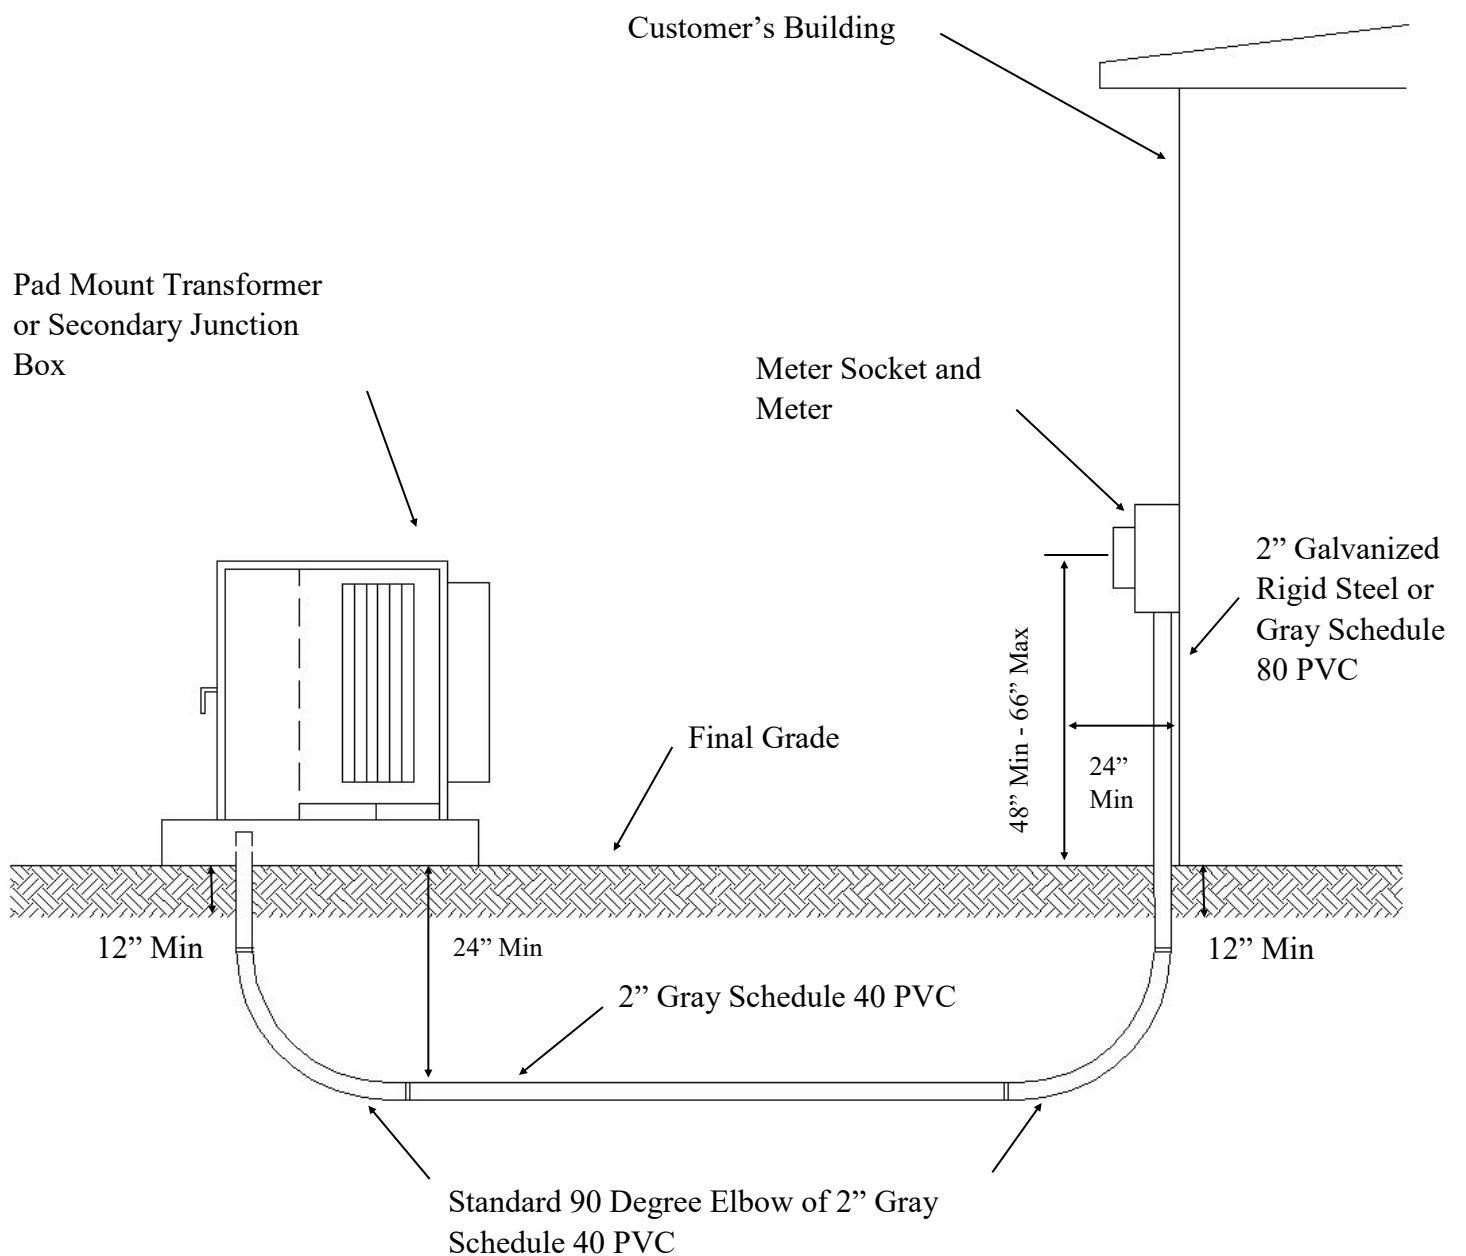 Customer’s Building
Pad Mount Transformer
or Secondary Junction
Box
Meter Socket and
Meter
2” Galvanized
Rigid Steel or
Gray Schedule
80 PVC
48” Min - 66” Max
Final Grade
24”
Min
12” Min
24” Min
12” Min
2” Gray Schedule 40 PVC
Standard 90 Degree Elbow of 2” Gray
Schedule 40 PVC